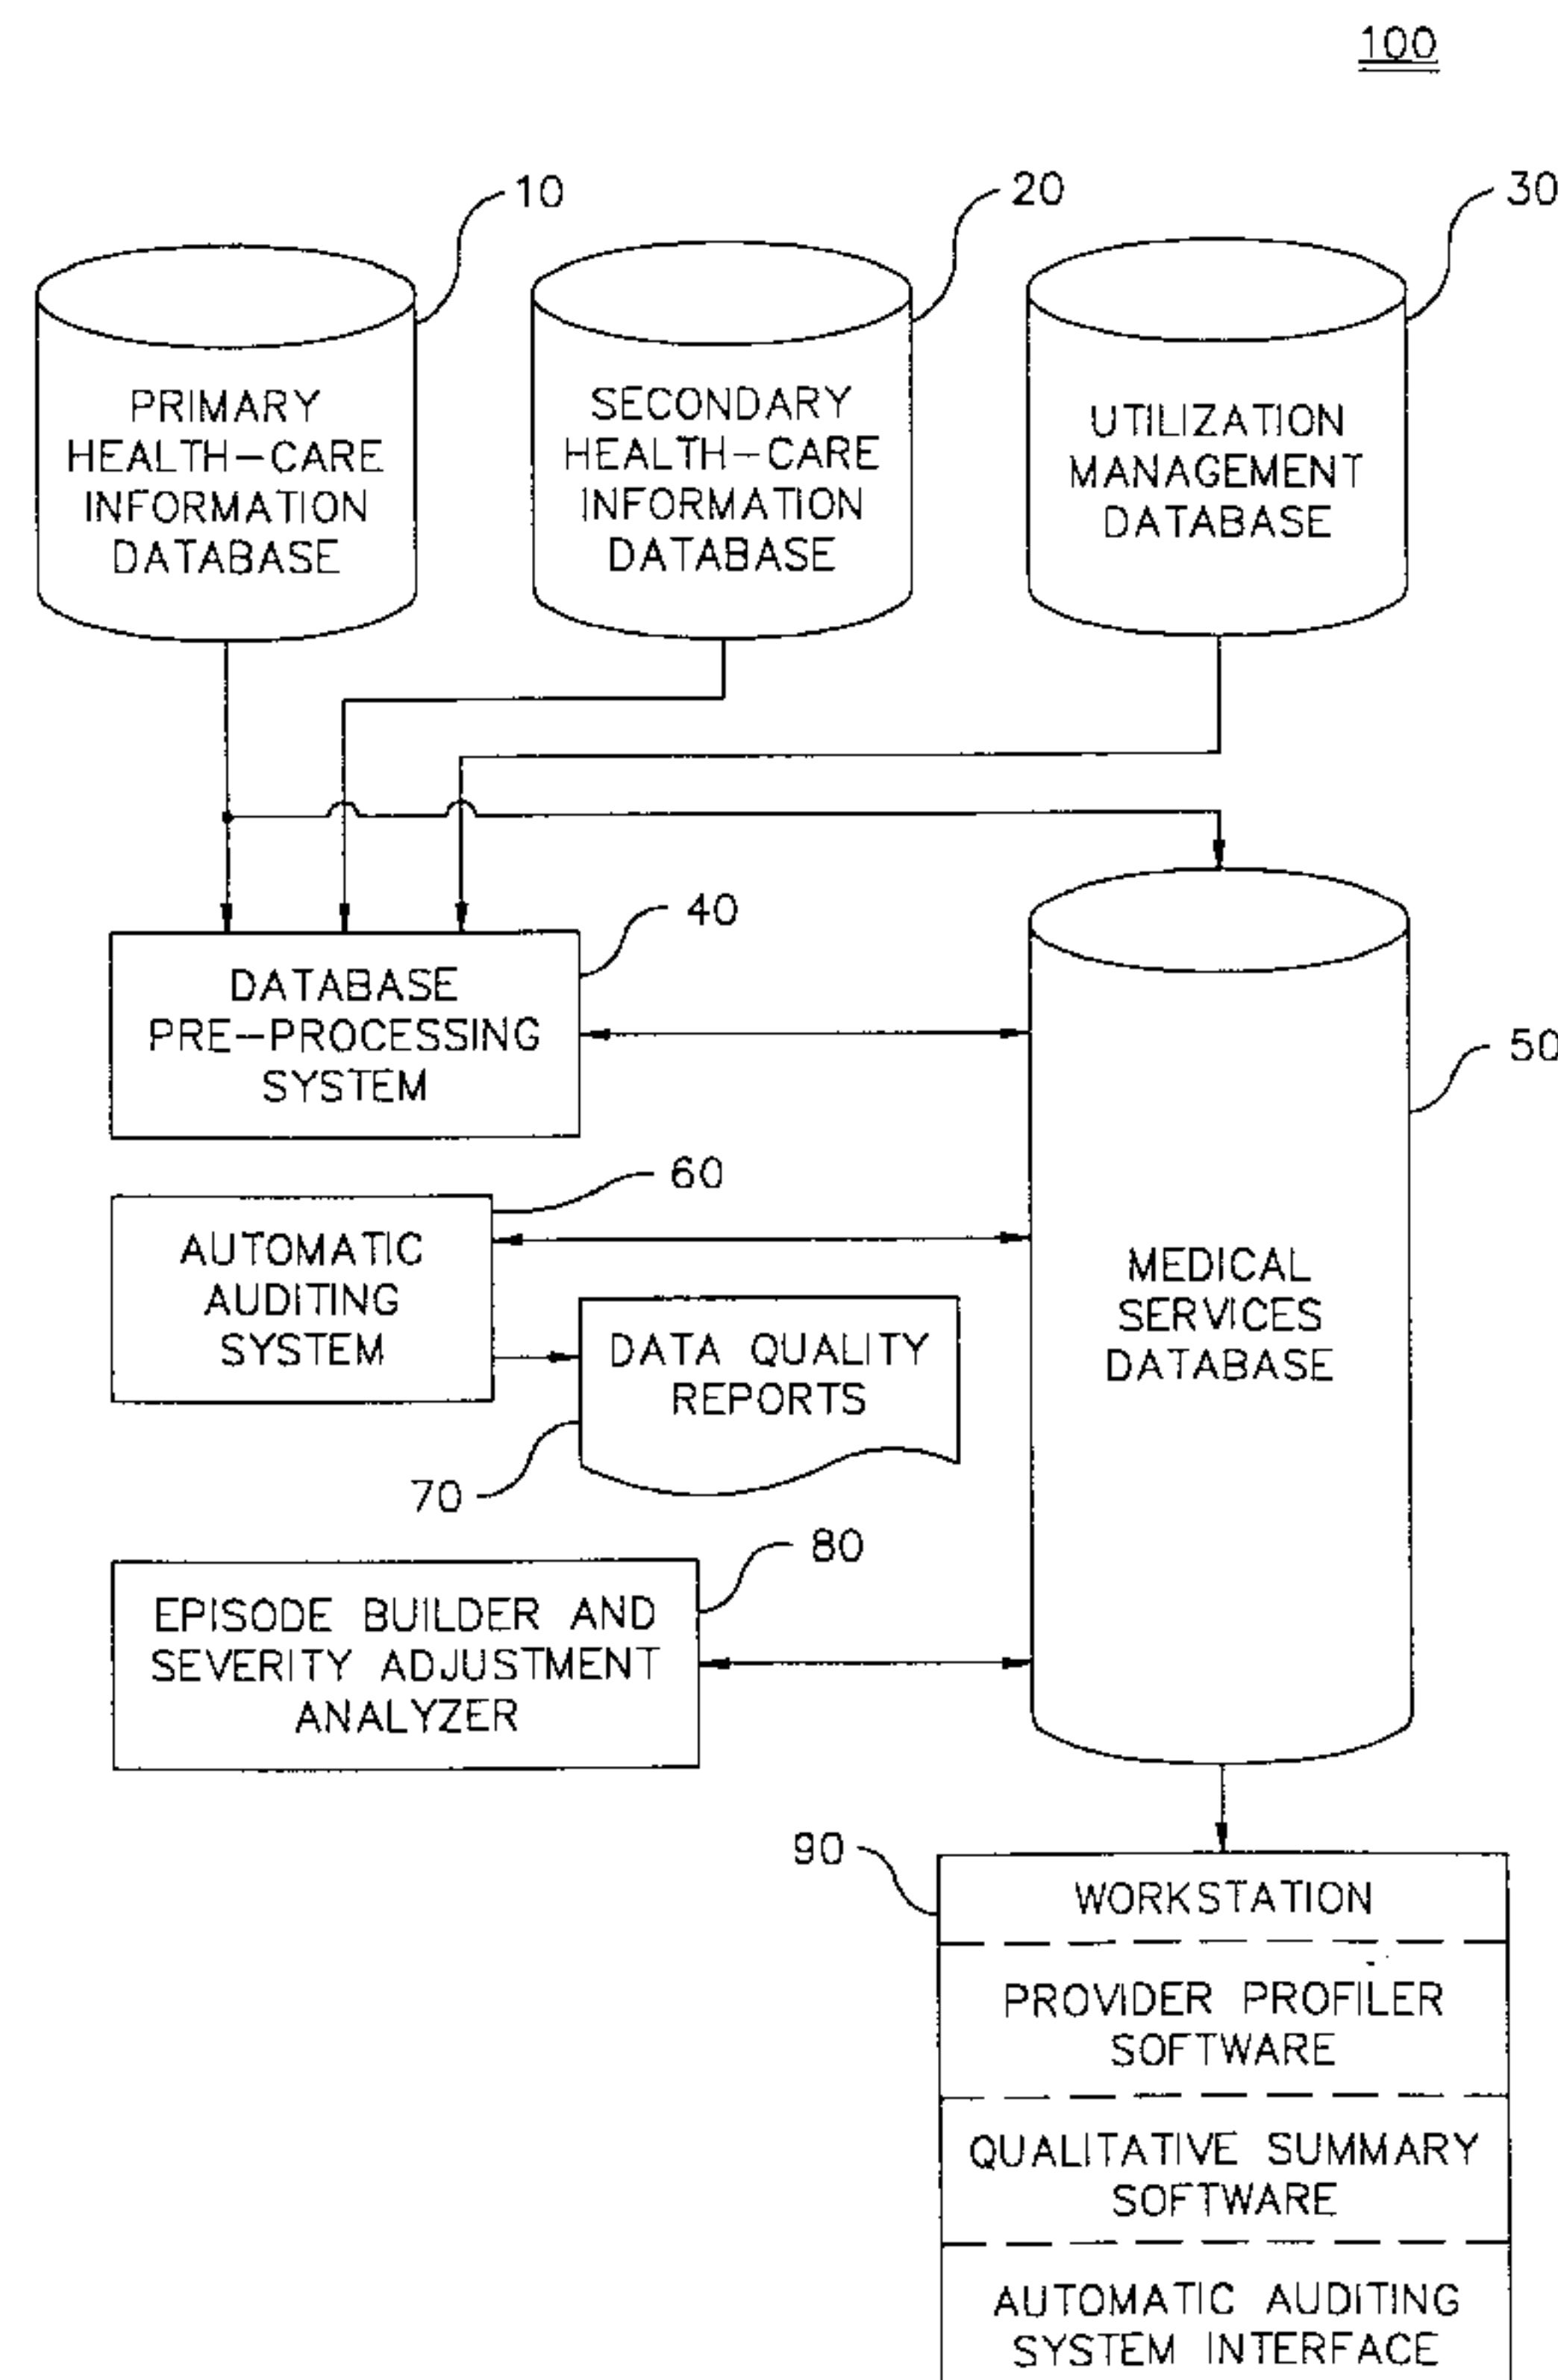 100
10
20
30
PRIMARY
HEALTH-CARE
INFORMATION
DATABASE
SECONDARY
HEALTH-CARE
INFORMATION
DATABASE
UTILIZATION
MANAGEMENT
DATABASE
40
DATABASE
PRE-PROCESSING
SYSTEM
50
60
AUTOMATIC
AUDITING
SYSTEM
MEDICAL
SERVICES
DATABASE
DATA QUALITY
REPORTS
70
80
EPISODE BUILDER AND
SEVERITY ADJUSTMENT
ANALYZER
90
WORKSTATION
PROVIDER PROFILER
SOFTWARE
QUALITATIVE SUMMARY
SOFTWARE
AUTOMATIC AUDITING
SYSTEM INTERFACE